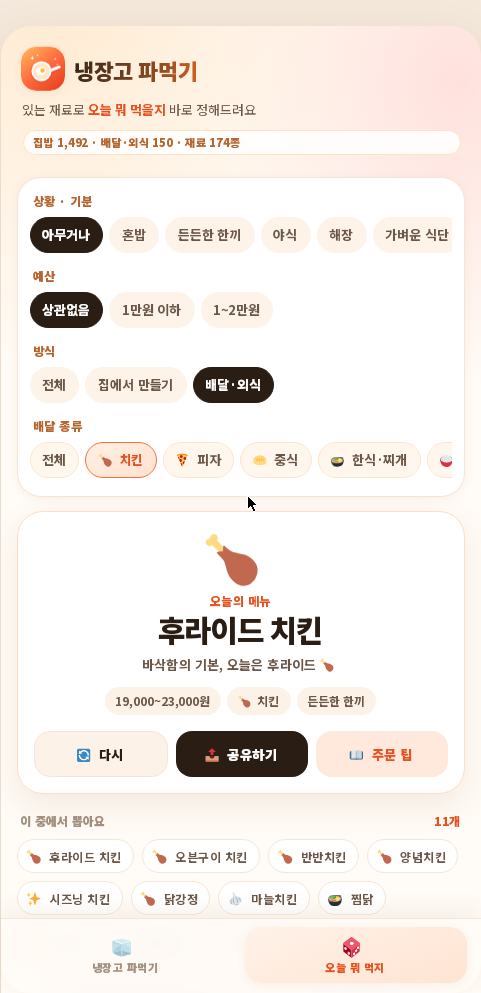 냉장고 파먹기
있는 재료로 오늘 뭐 먹을지 바로 정해드려요
집밥 1,492 · 배달·외식 150 · 재료 174종
상황 · 기분
아무거나 혼밥 든든한 한끼 야식 해장 가벼운 식단
예산
상관없음 1만원 이하 1~2만원
방식
전체 집에서 만들기 배달·외식
배달 종류
전체 치킨 피자 중식 한식·찌개
오늘의 메뉴
후라이드 치킨
바삭함의 기본, 오늘은 후라이드
19,000~23,000원 치킨 든든한 한끼
다시 공유하기 주문 팁
이 중에서 뽑아요 11개
후라이드 치킨 오븐구이 치킨 반반치킨 양념치킨
시즈닝 치킨 닭강정 마늘치킨 찜닭
냉장고 파먹기 오늘 뭐 먹지